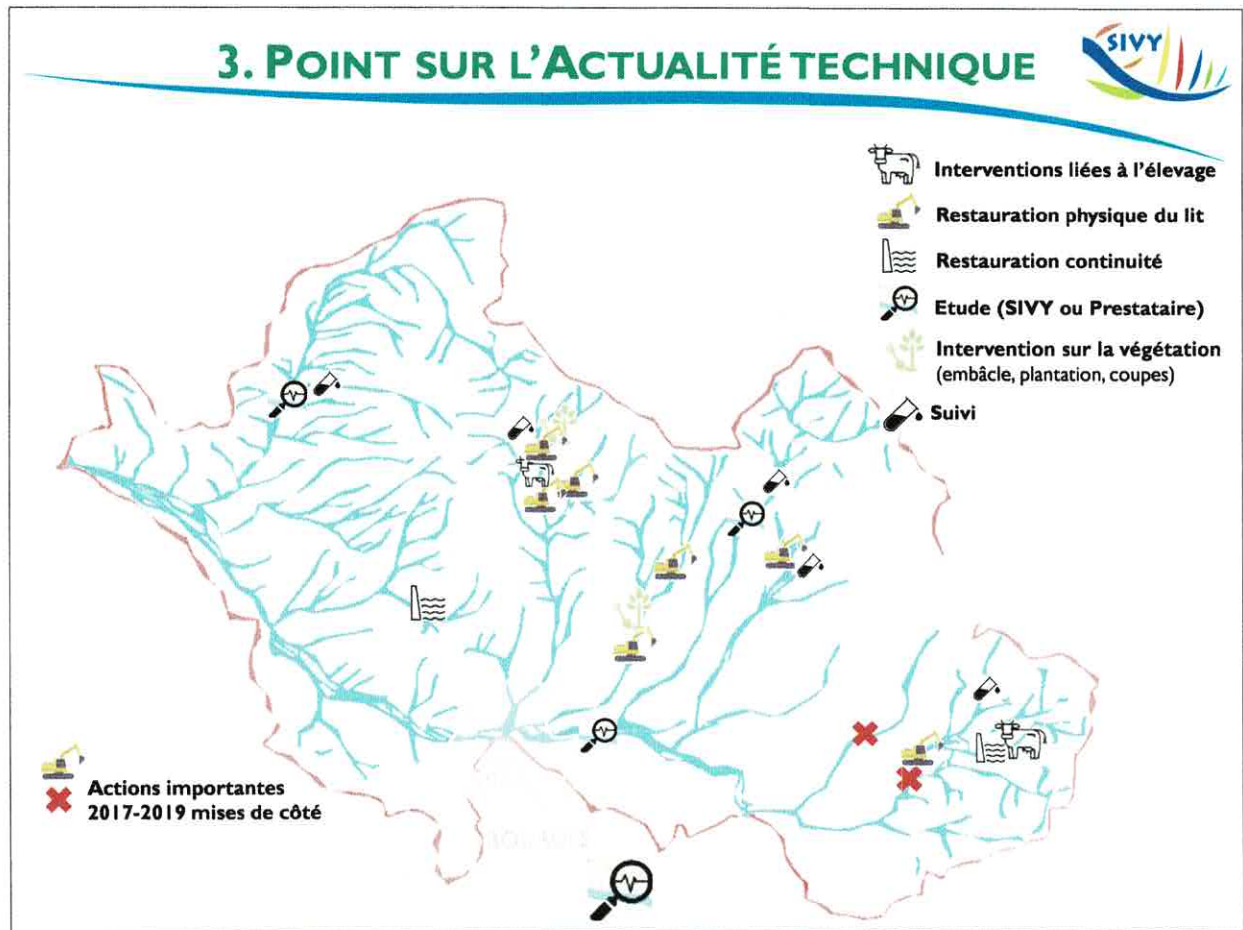 3. POINT SUR L'ACTUALITÉ TECHNIQUE
SIVY
Interventions liées à l'élevage
Restauration physique du lit
Restauration continuité
Etude (SIVY ou Prestataire)
Intervention sur la végétation
(embâcle, plantation, coupes)
Suivi
Actions importantes
2017-2019 mises de côté